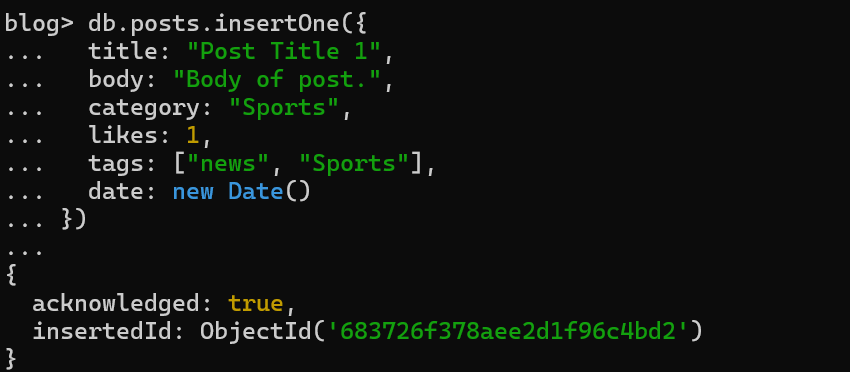 blog> db.posts.insertOne({
...   title: "Post Title 1",
...   body: "Body of post.",
...   category: "Sports",
...   likes: 1,
...   tags: ["news", "Sports"],
...   date: new Date()
... })
...
{
  acknowledged: true,
  insertedId: ObjectId('683726f378aee2d1f96c4bd2')
}